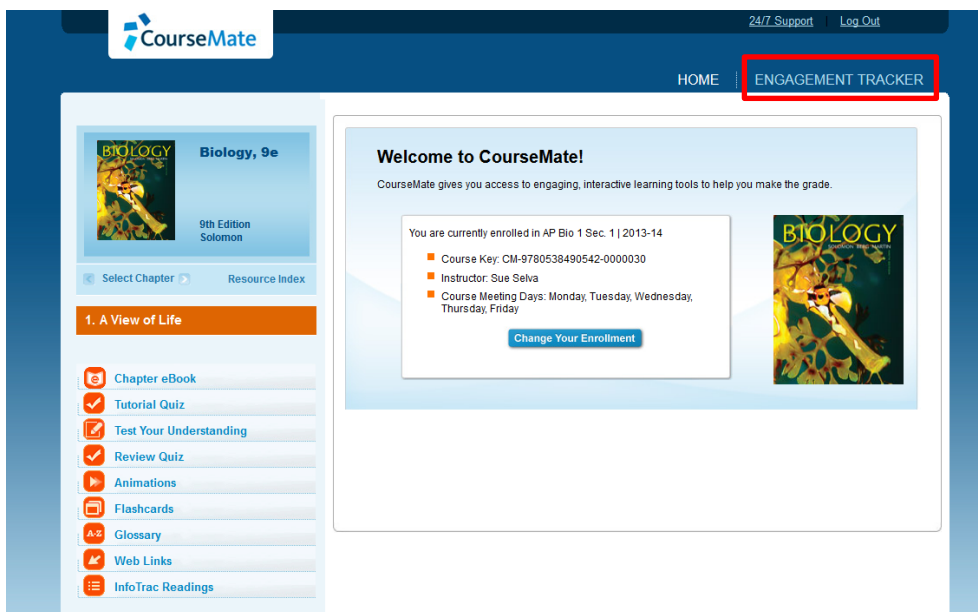 CourseMate
24/7 Support
Log Out
HOME
ENGAGEMENT TRACKER
BIOLOGY
Biology, 9e
9th Edition
Solomon
Select Chapter
Resource Index
1. A View of Life
Chapter eBook
Tutorial Quiz
Test Your Understanding
Review Quiz
Animations
Flashcards
A-Z
Glossary
Web Links
InfoTrac Readings
Welcome to CourseMate!
CourseMate gives you access to engaging, interactive learning tools to help you make the grade.
You are currently enrolled in AP Bio 1 Sec. 1 | 2013-14
Course Key: CM-9780538490542-0000030
Instructor: Sue Selva
Course Meeting Days: Monday, Tuesday, Wednesday,
Thursday, Friday
Change Your Enrollment
BIOLOGY
SOLOMON BERG MARTIN